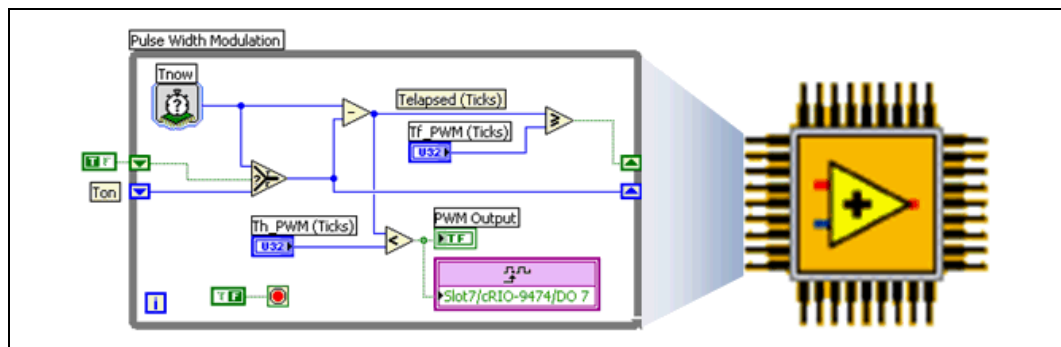 Pulse Width Modulation
Tnow
?
Telapsed (Ticks)
Tf_PWM (Ticks)
U32
TF
?
Ton
Th_PWM (Ticks)
U32
PWM Output
TF
Slot7/cRIO-9474/DO 7
TF
i